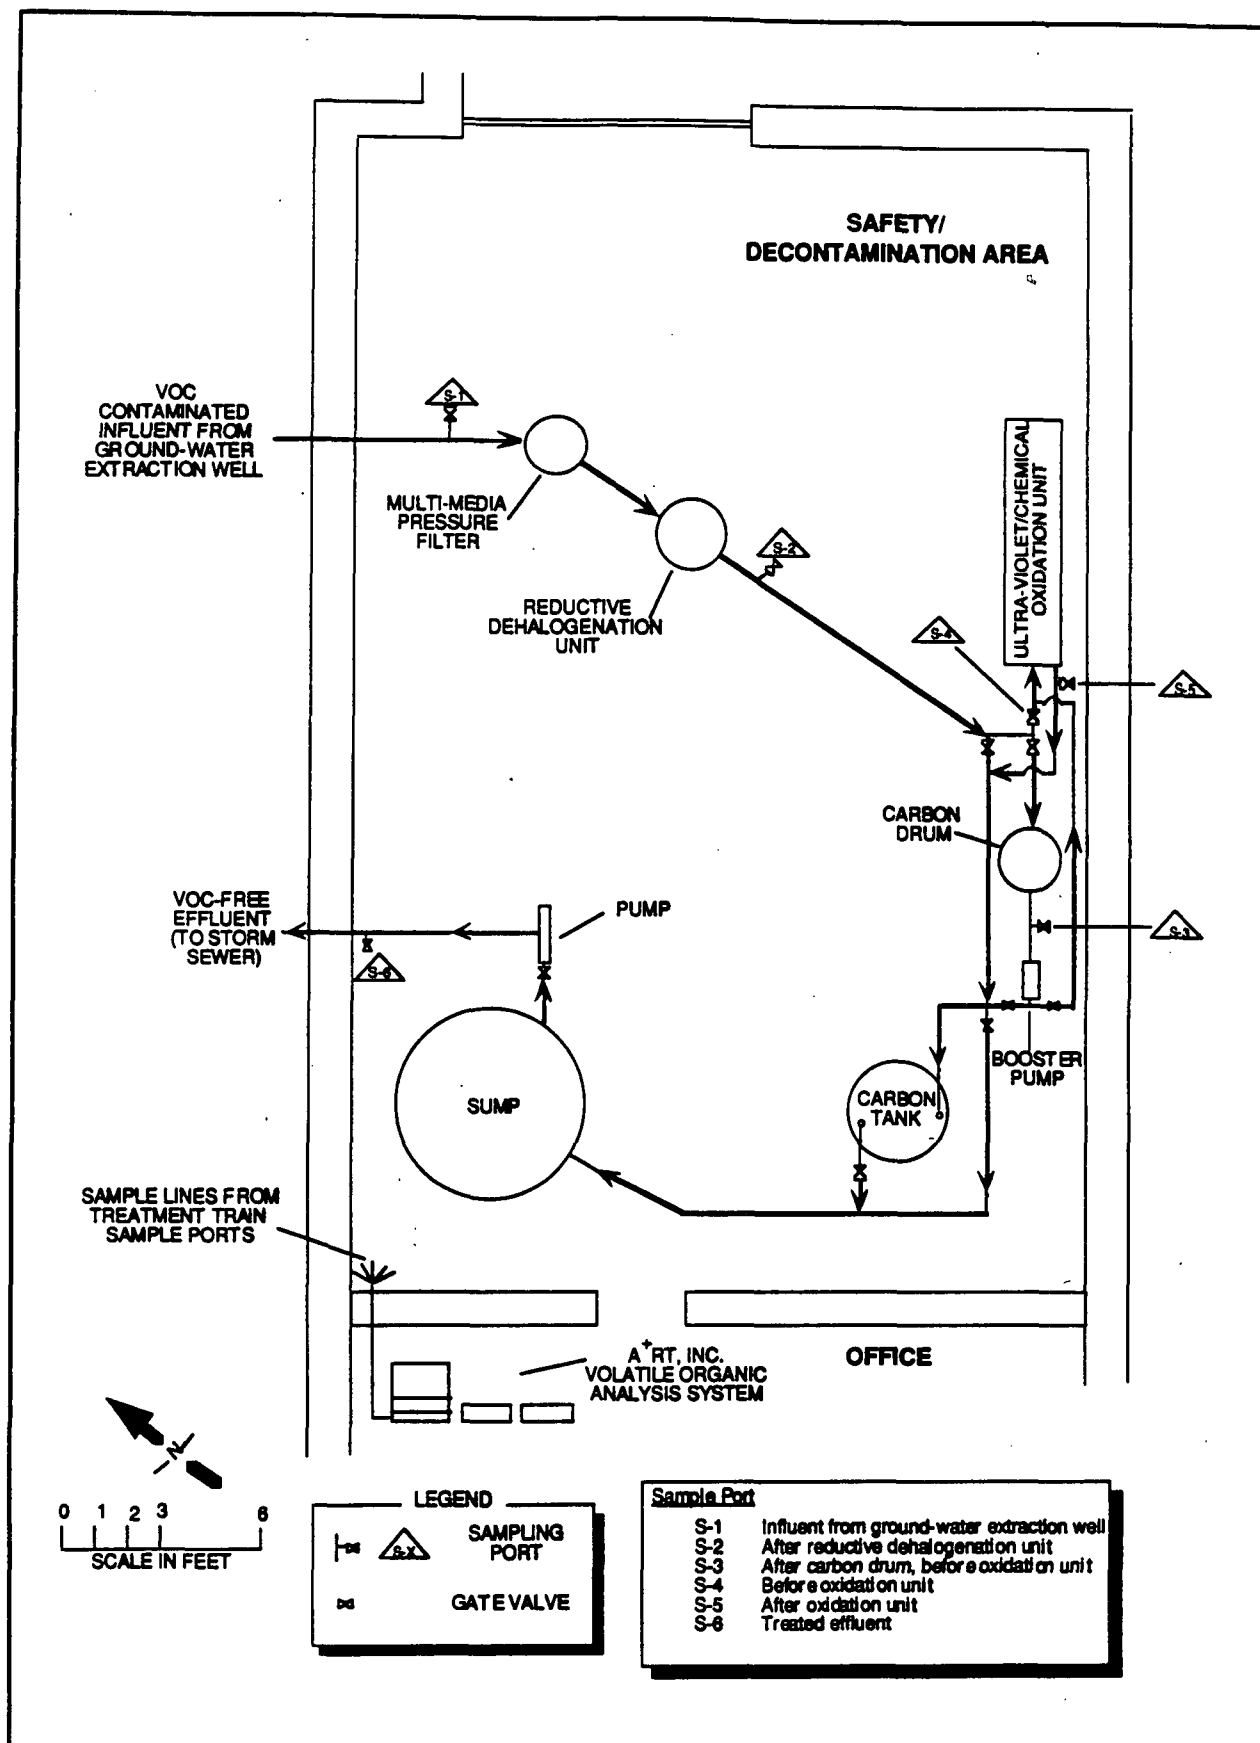 SAFETY/
DECONTAMINATION AREA
VOC
CONTAMINATED
INFLUENT FROM
GROUND-WATER
EXTRACTION WELL
S-1
MULTI-MEDIA
PRESSURE
FILTER
S-2
REDUCTIVE
DEHALOGENATION
UNIT
ULTRA-VIOLET/CHEMICAL
OXIDATION UNIT
S-4
S-5
CARBON
DRUM
VOC-FREE
EFFLUENT
(TO STORM
SEWER)
PUMP
S-3
S-6
BOOSTER
PUMP
SUMP
CARBON
TANK
SAMPLE LINES FROM
TREATMENT TRAIN
SAMPLE PORTS
A+RT, INC.
VOLATILE ORGANIC
ANALYSIS SYSTEM
OFFICE
N
0 1 2 3 6
SCALE IN FEET
LEGEND
S-X
SAMPLING
PORT
GATE VALVE
Sample Port
S-1 Influent from ground-water extraction well
S-2 After reductive dehalogenation unit
S-3 After carbon drum, before oxidation unit
S-4 Before oxidation unit
S-5 After oxidation unit
S-6 Treated effluent